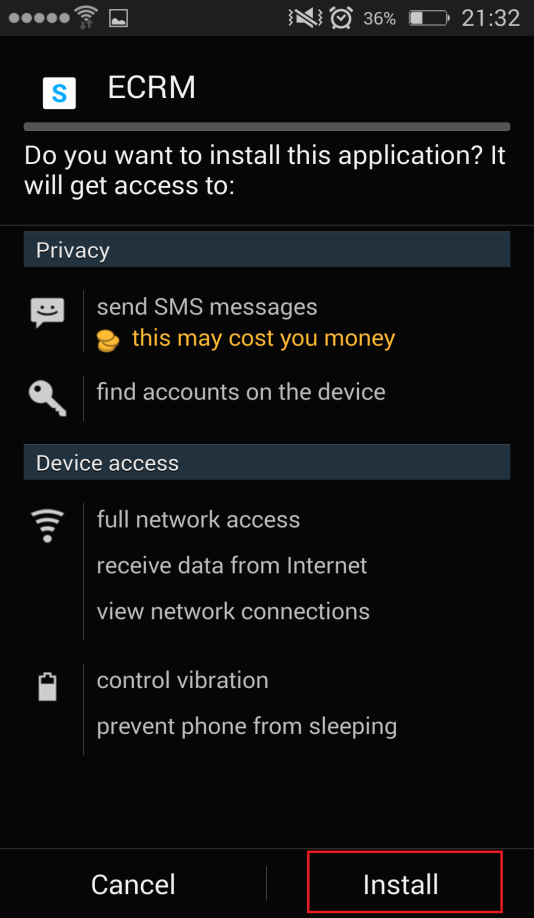 36% 21:32
S ECRM
Do you want to install this application? It
will get access to:
Privacy
send SMS messages
this may cost you money
find accounts on the device
Device access
full network access
receive data from Internet
view network connections
control vibration
prevent phone from sleeping
Cancel Install